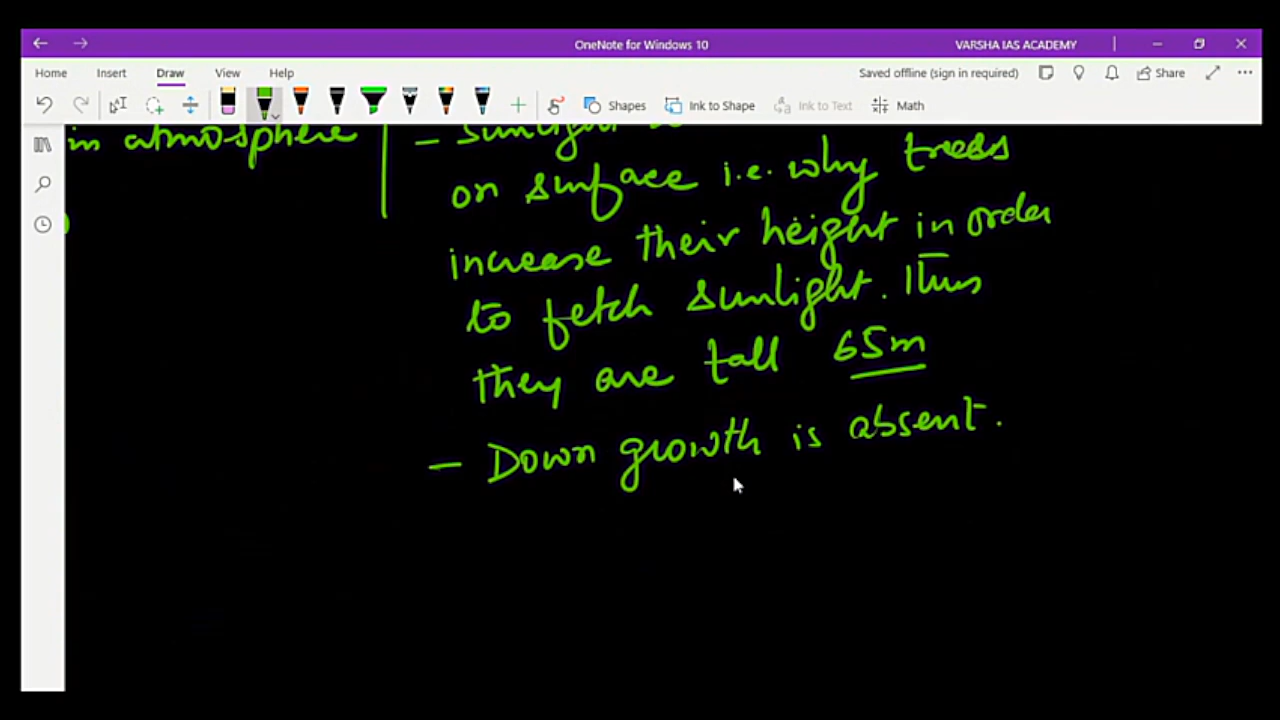 OneNote for Windows 10
VARSHA IAS ACADEMY
Home Insert Draw View Help
Saved offline (sign in required)
Share
Shapes
Ink to Shape
Ink to Text
Math
in atmosphere
- Sunlight
on surface i.e. why trees
increase their height in order
to fetch sunlight. Thus
they are tall 65m
- Down growth is absent.